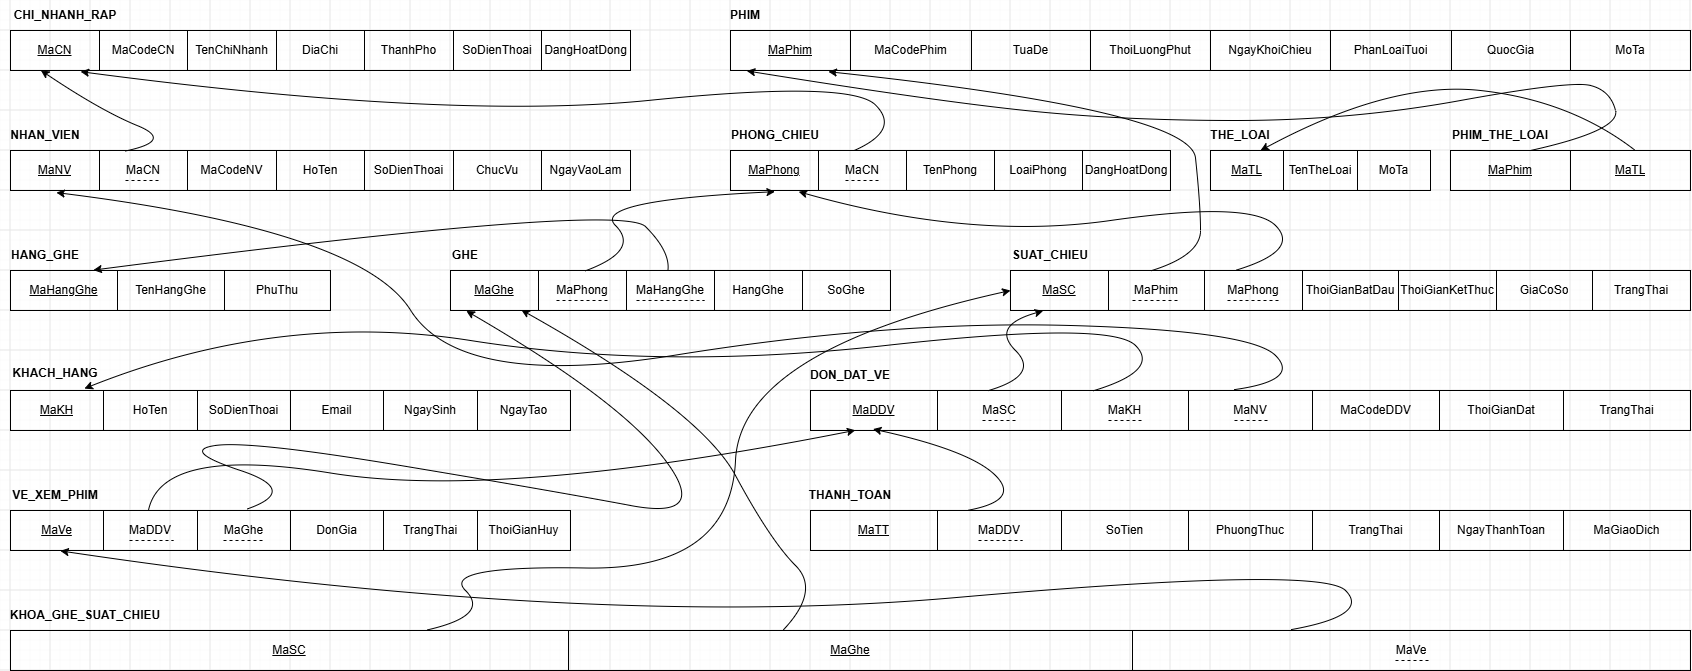 CHI_NHANH_RAP
MaCN MaCodeCN TenChiNhanh DiaChi ThanhPho SoDienThoai DangHoatDong
PHIM
MaPhim MaCodePhim TuaDe ThoiLuongPhut NgayKhoiChieu PhanLoaiTuoi QuocGia MoTa
NHAN_VIEN
MaNV MaCN MaCodeNV HoTen SoDienThoai ChucVu NgayVaoLam
PHONG_CHIEU
MaPhong MaCN TenPhong LoaiPhong DangHoatDong
THE_LOAI
MaTL TenTheLoai MoTa
PHIM_THE_LOAI
MaPhim MaTL
HANG_GHE
MaHangGhe TenHangGhe PhuThu
GHE
MaGhe MaPhong MaHangGhe HangGhe SoGhe
SUAT_CHIEU
MaSC MaPhim MaPhong ThoiGianBatDau ThoiGianKetThuc GiaCoSo TrangThai
KHACH_HANG
MaKH HoTen SoDienThoai Email NgaySinh NgayTao
DON_DAT_VE
MaDDV MaSC MaKH MaNV MaCodeDDV ThoiGianDat TrangThai
VE_XEM_PHIM
MaVe MaDDV MaGhe DonGia TrangThai ThoiGianHuy
THANH_TOAN
MaTT MaDDV SoTien PhuongThuc TrangThai NgayThanhToan MaGiaoDich
KHOA_GHE_SUAT_CHIEU
MaSC MaGhe MaVe